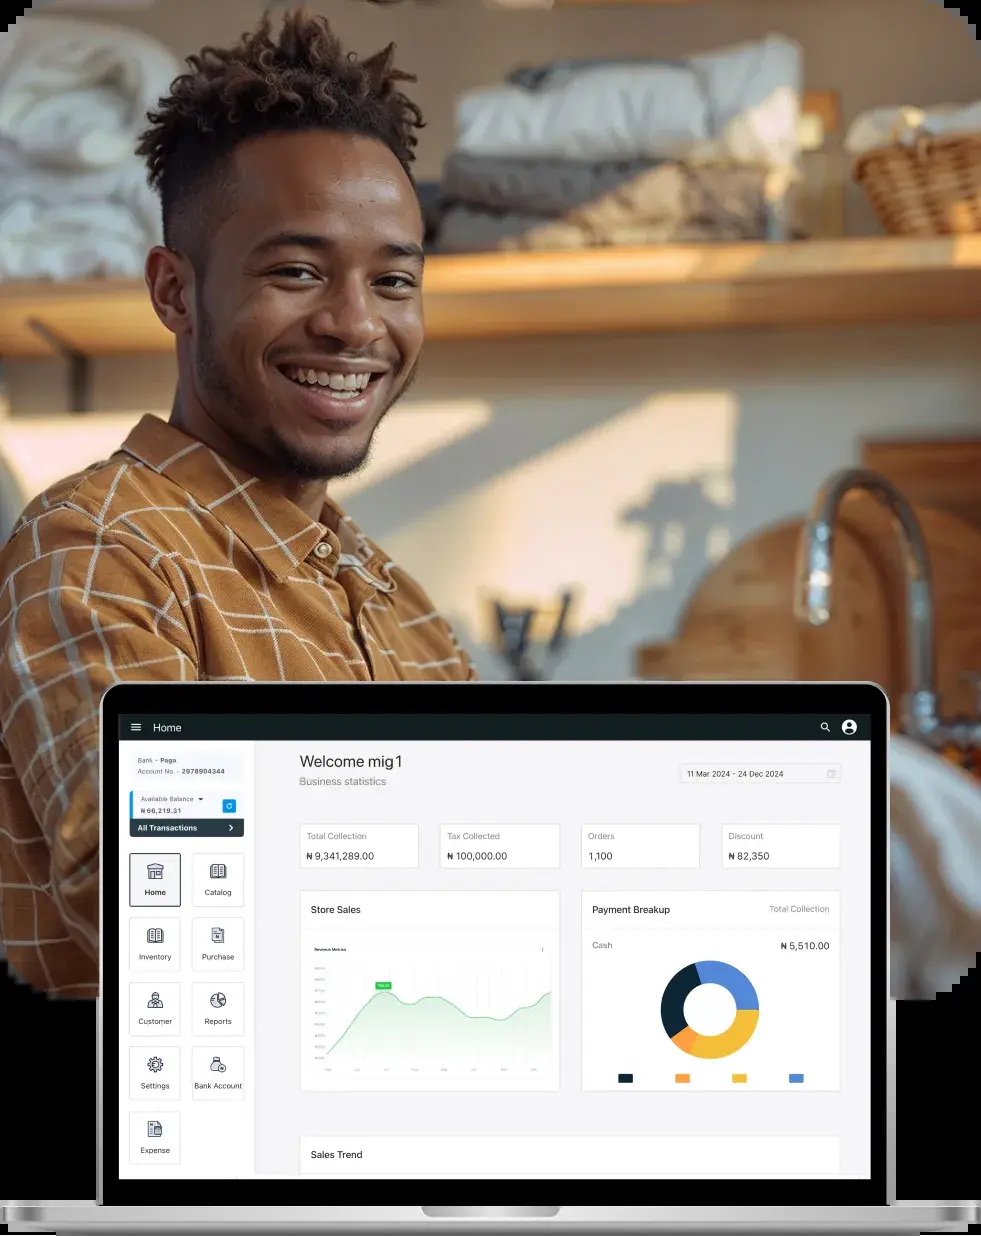 Home
Bank - Paga
Account No. - 2978904344
Available Balance
₦ 66,219.31
All Transactions
Home
Catalog
Inventory
Purchase
Customer
Reports
Settings
Bank Account
Expense
Welcome mig1
Business statistics
11 Mar 2024 - 24 Dec 2024
Total Collection
₦ 9,341,289.00
Tax Collected
₦ 100,000.00
Orders
1,100
Discount
₦ 82,350
Store Sales
Revenue Metrics
Payment Breakup
Total Collection
Cash
₦ 5,510.00
Sales Trend